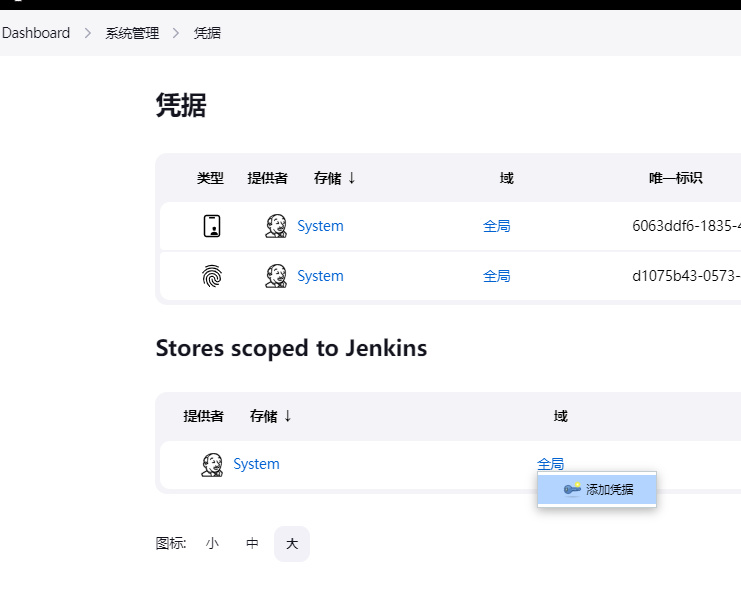 Dashboard > 系统管理 > 凭据
凭据
类型 提供者 存储 ↓ 域 唯一标识
System 全局 6063ddf6-1835-
System 全局 d1075b43-0573-
Stores scoped to Jenkins
提供者 存储 ↓ 域
System 全局
添加凭据
图标: 小 中 大